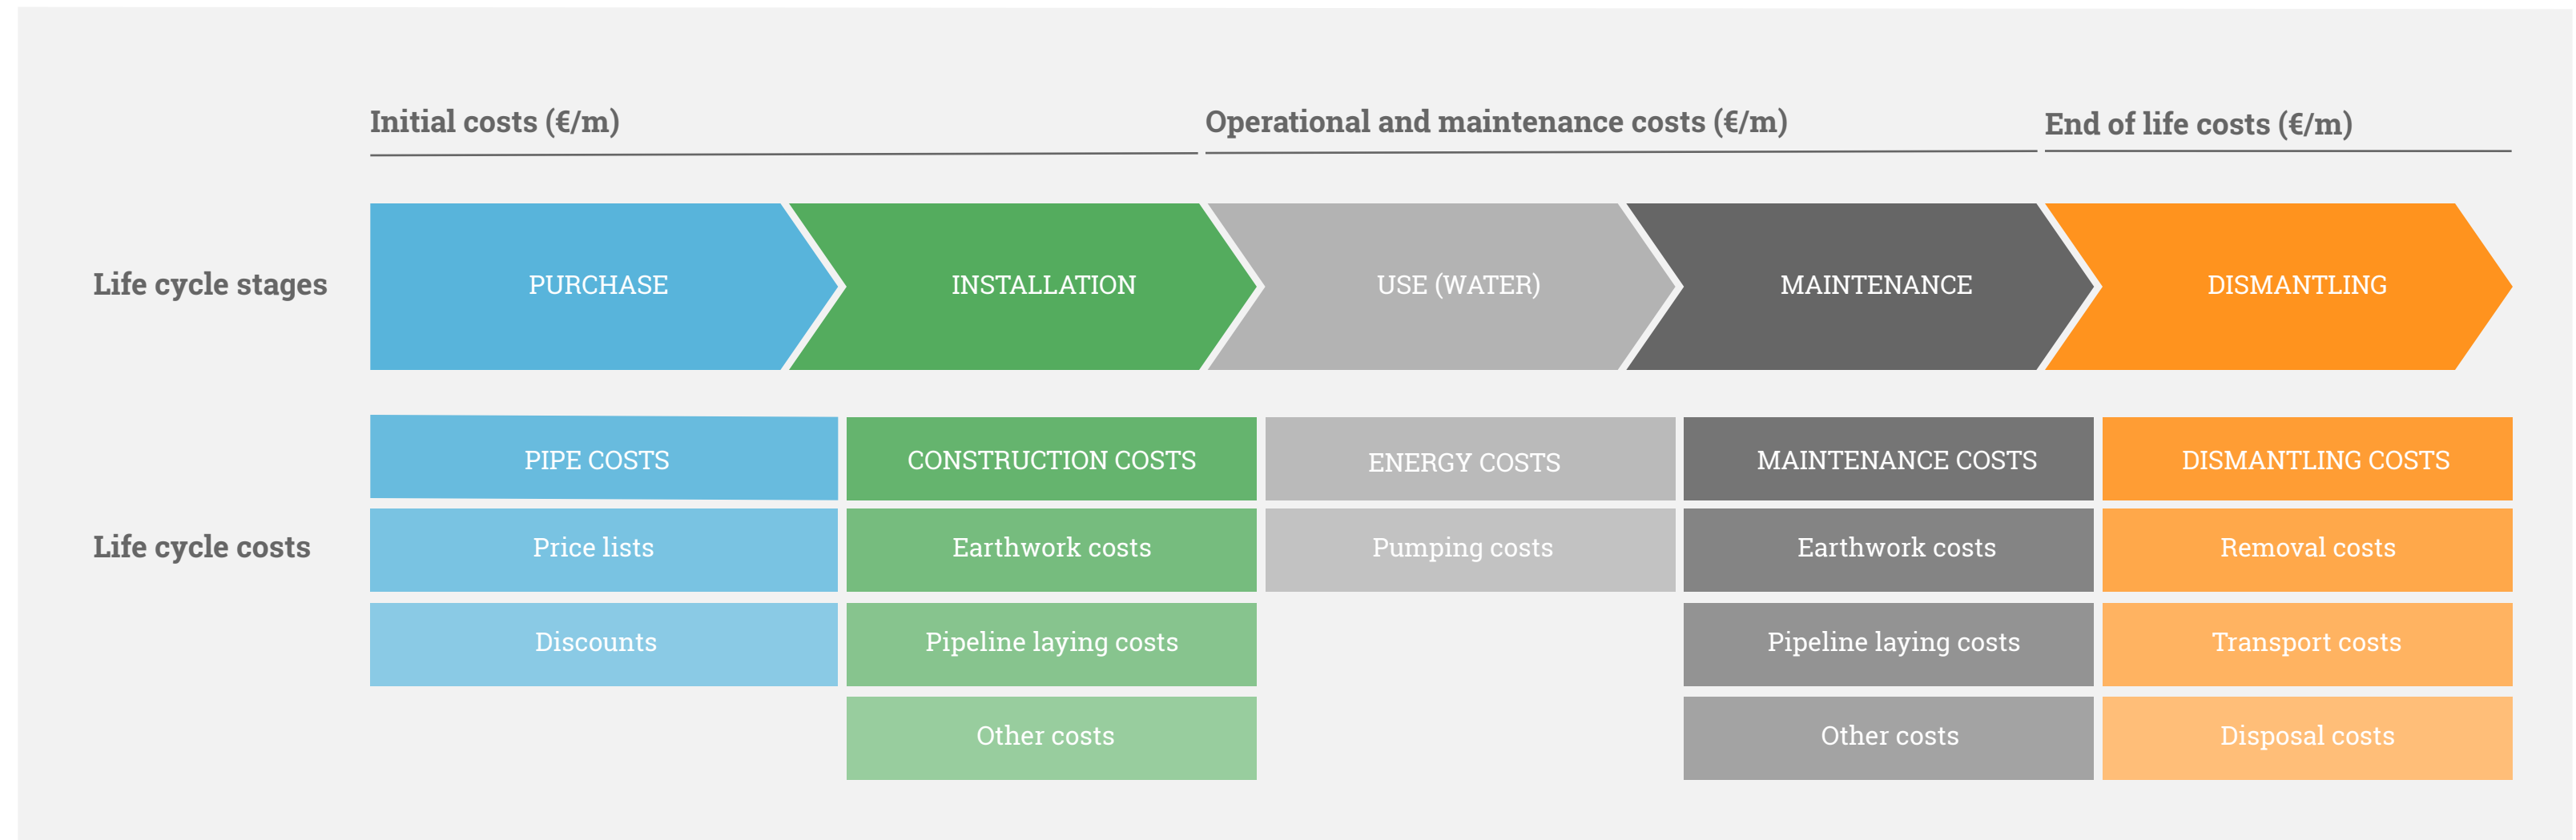 Initial costs (€/m)
Operational and maintenance costs (€/m)
End of life costs (€/m)
Life cycle stages
PURCHASE
INSTALLATION
USE (WATER)
MAINTENANCE
DISMANTLING
Life cycle costs
PIPE COSTS
CONSTRUCTION COSTS
ENERGY COSTS
MAINTENANCE COSTS
DISMANTLING COSTS
Price lists
Earthwork costs
Pumping costs
Earthwork costs
Removal costs
Discounts
Pipeline laying costs
Pipeline laying costs
Transport costs
Other costs
Other costs
Disposal costs